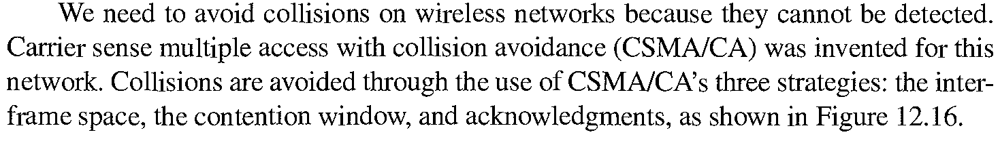 We need to avoid collisions on wireless networks because they cannot be detected.
Carrier sense multiple access with collision avoidance (CSMA/CA) was invented for this
network. Collisions are avoided through the use of CSMA/CA's three strategies: the inter-
frame space, the contention window, and acknowledgments, as shown in Figure 12.16.